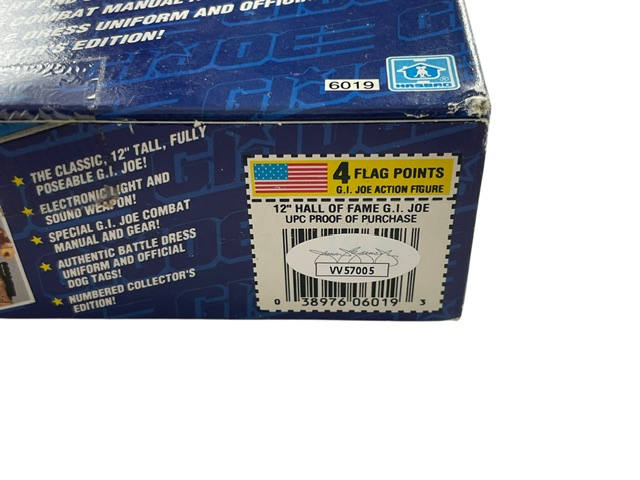 COMBAT MANUAL
DRESS UNIFORM AND OFFICI
R'S EDITION!
6019
HASBRO
THE CLASSIC, 12" TALL, FULLY
POSEABLE G.I. JOE!
ELECTRONIC LIGHT AND
SOUND WEAPON!
SPECIAL G.I. JOE COMBAT
MANUAL AND GEAR!
AUTHENTIC BATTLE DRESS
UNIFORM AND OFFICIAL
DOG TAGS!
NUMBERED COLLECTOR'S
EDITION!
4 FLAG POINTS
G.I. JOE ACTION FIGURE
12" HALL OF FAME G.I. JOE
UPC PROOF OF PURCHASE
VV57005
0 38976 06019 3